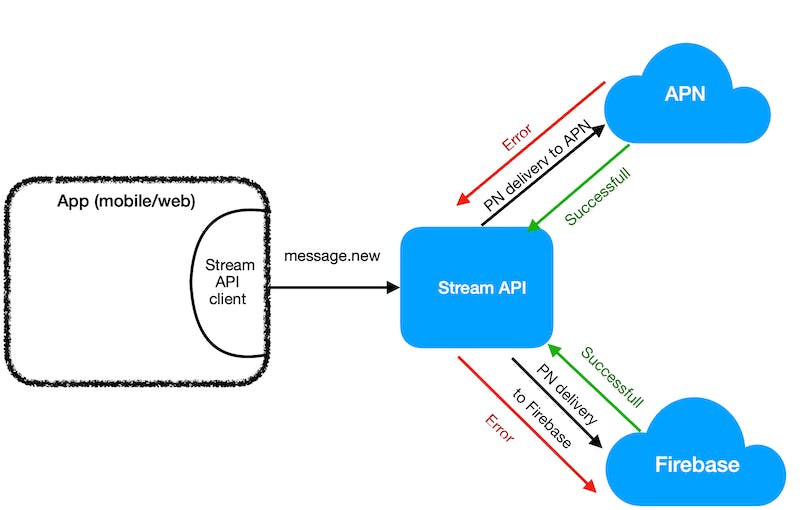 APN
Error
PN delivery to APN
Successfull
App (mobile/web)
Stream
API
client
message.new
Stream API
Successfull
PN delivery
to Firebase
Error
Firebase